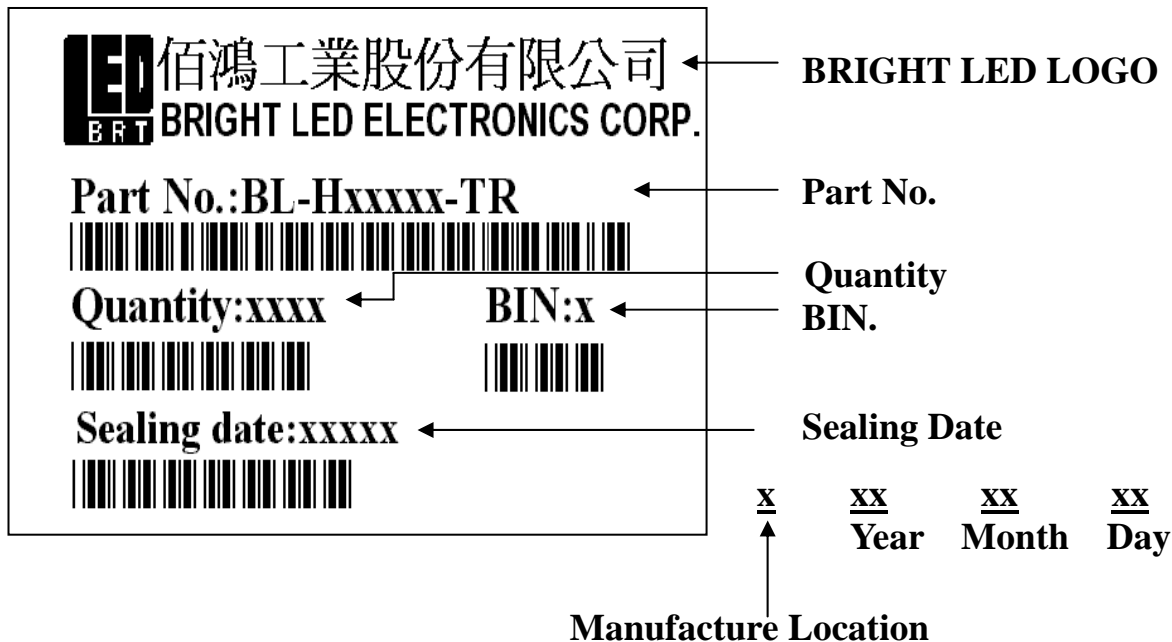 佰鴻工業股份有限公司
BRIGHT LED LOGO
LED
BRT
BRIGHT LED ELECTRONICS CORP.
Part No.:BL-Hxxxxx-TR
Part No.
Quantity
Quantity:xxxx
BIN:x
BIN.
Sealing date:xxxxx
Sealing Date
x xx xx xx
Year Month Day
Manufacture Location